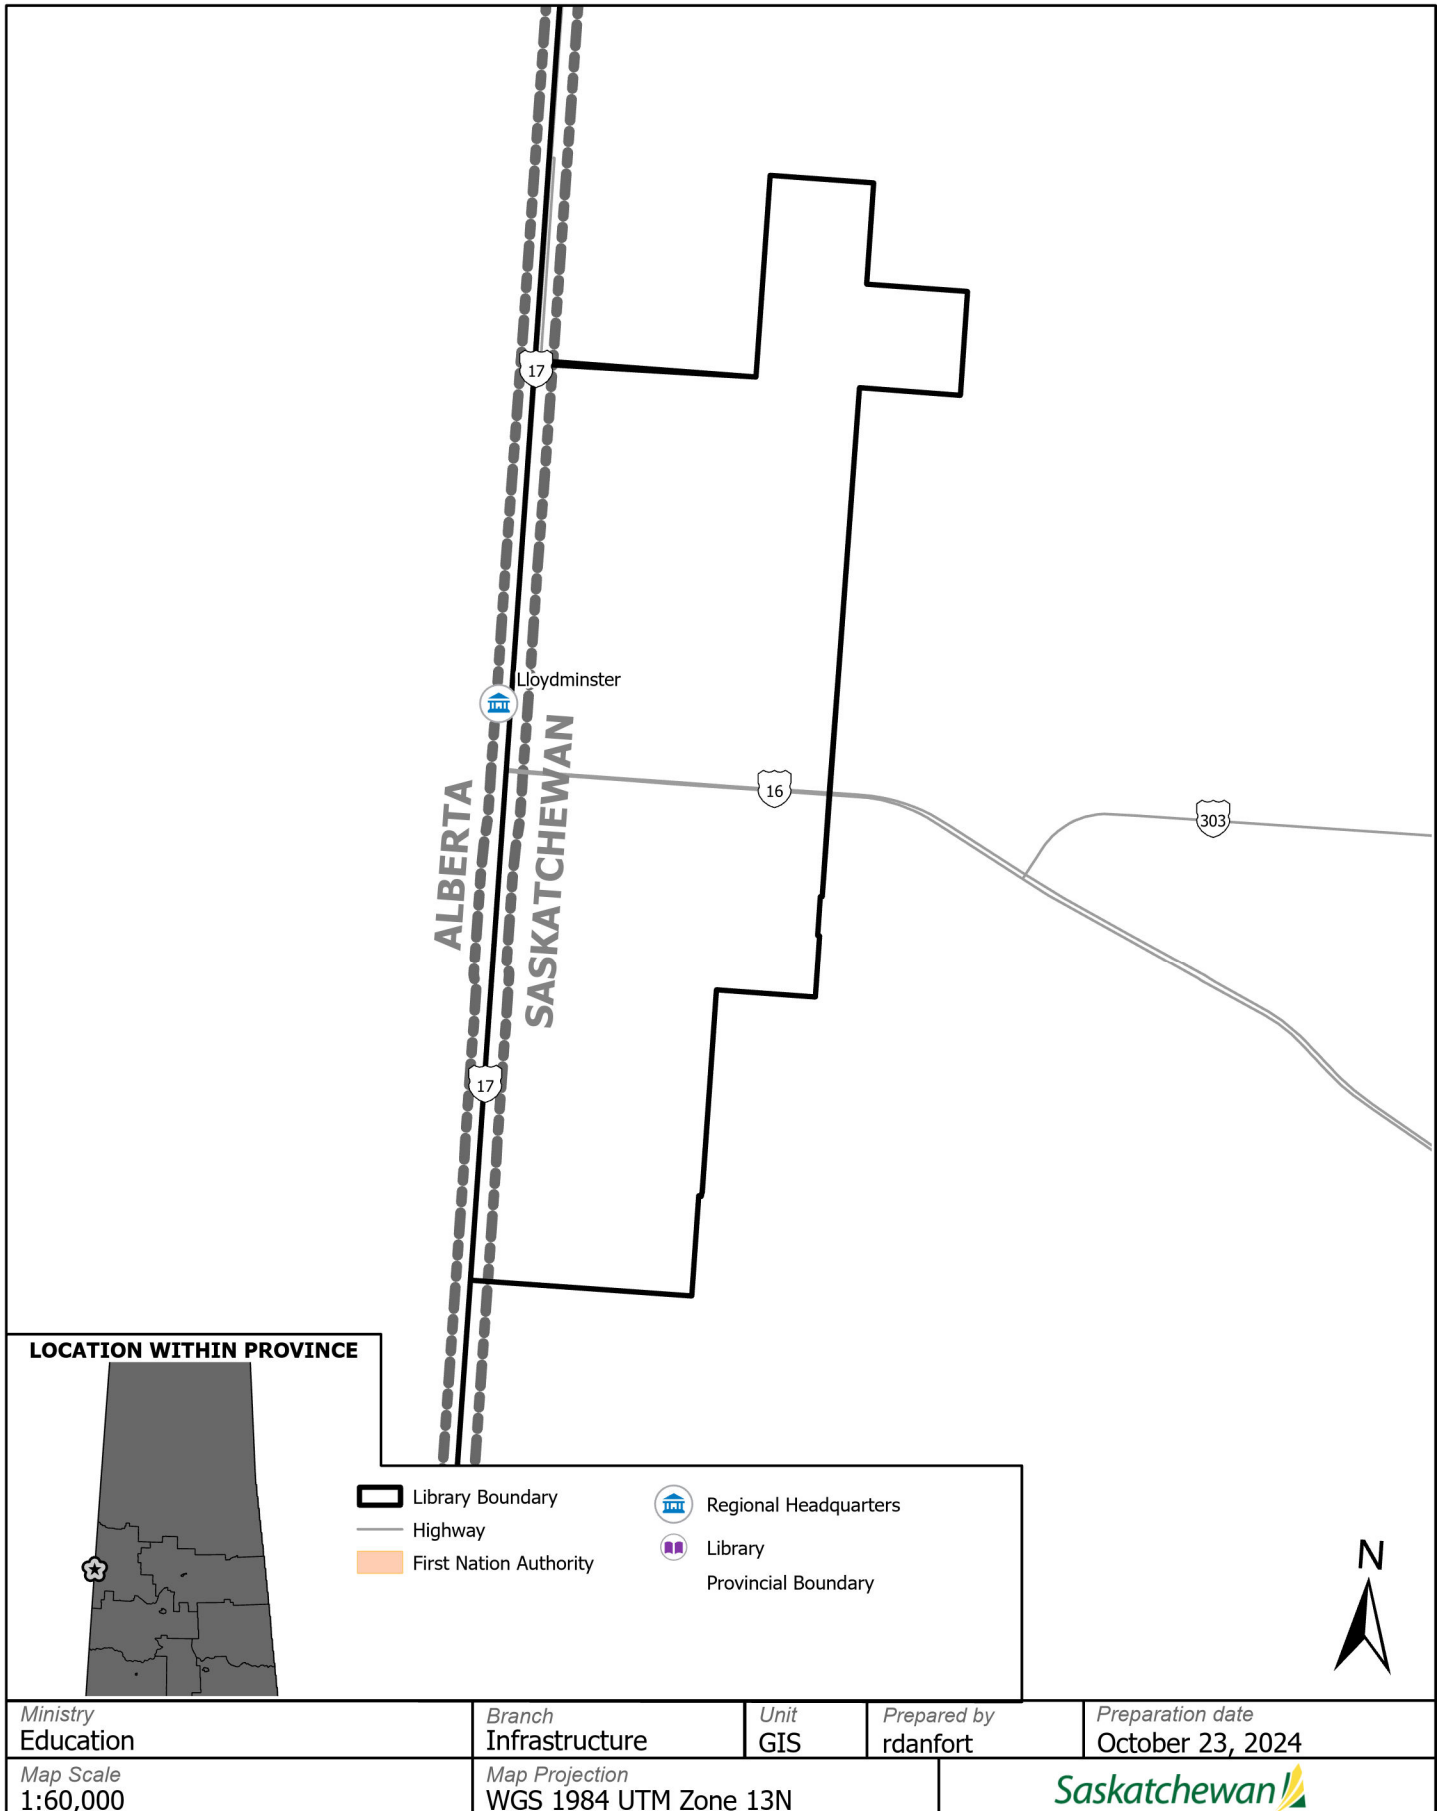 17
Lloydminster
ALBERTA
SASKATCHEWAN
16
303
17
LOCATION WITHIN PROVINCE
Library Boundary
Highway
First Nation Authority
Regional Headquarters
Library
Provincial Boundary
N
Ministry
Education
Branch
Infrastructure
Unit
GIS
Prepared by
rdanfort
Preparation date
October 23, 2024
Map Scale
1:60,000
Map Projection
WGS 1984 UTM Zone 13N
Saskatchewan